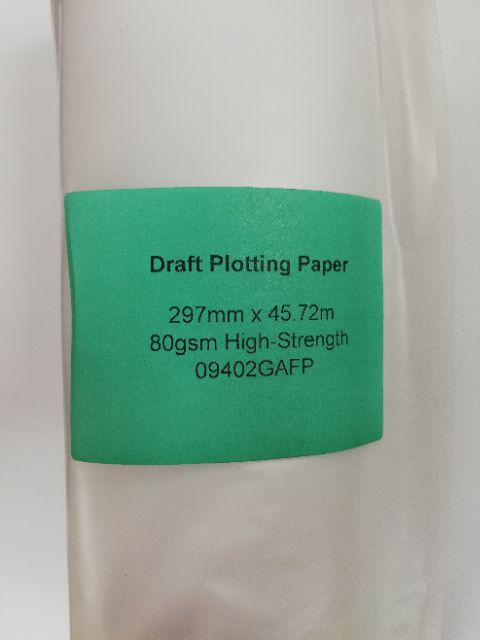 Draft Plotting Paper
297mm x 45.72m
80gsm High-Strength
09402GAFP